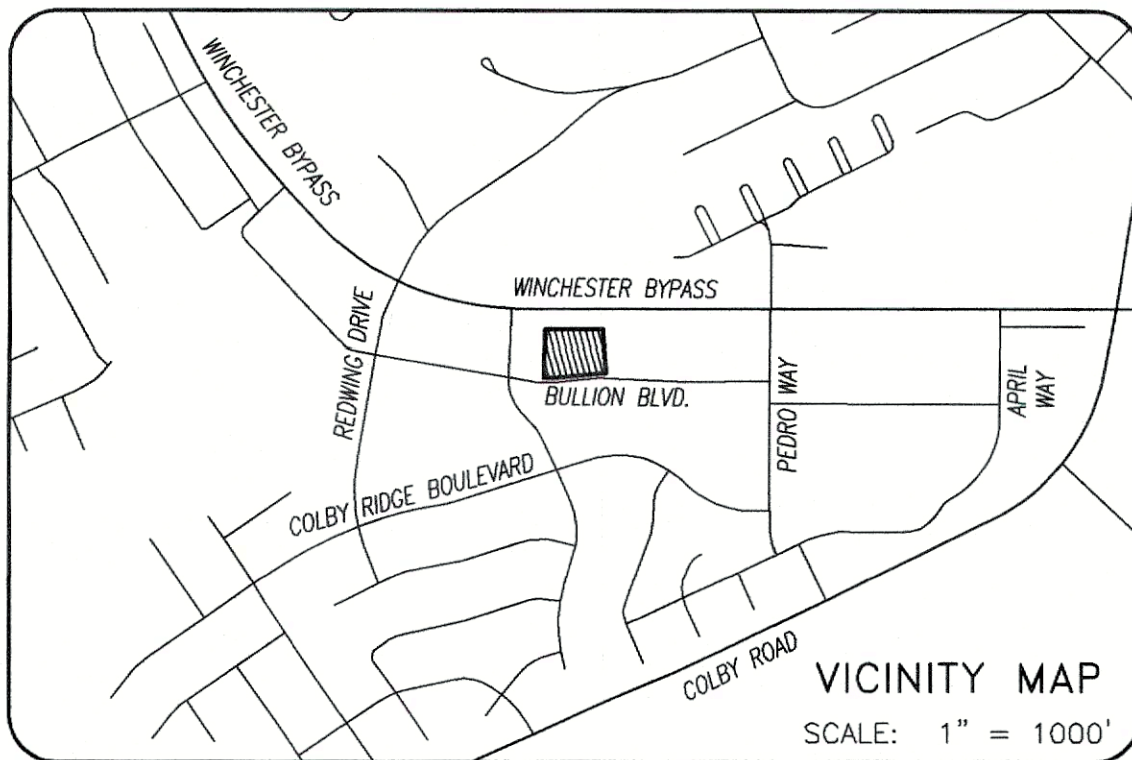 WINCHESTER BYPASS
WINCHESTER BYPASS
REDWING DRIVE
BULLION BLVD.
PEDRO WAY
APRIL
WAY
COLBY RIDGE BOULEVARD
COLBY ROAD
VICINITY MAP
SCALE: 1" = 1000'